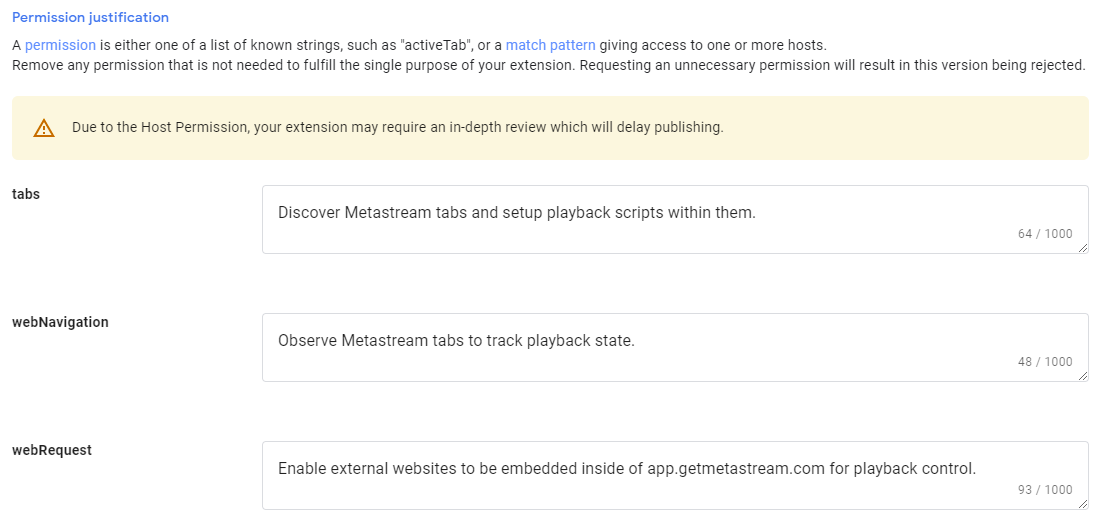 Permission justification
A permission is either one of a list of known strings, such as "activeTab", or a match pattern giving access to one or more hosts.
Remove any permission that is not needed to fulfill the single purpose of your extension. Requesting an unnecessary permission will result in this version being rejected.
Due to the Host Permission, your extension may require an in-depth review which will delay publishing.
tabs
Discover Metastream tabs and setup playback scripts within them.
64 / 1000
webNavigation
Observe Metastream tabs to track playback state.
48 / 1000
webRequest
Enable external websites to be embedded inside of app.getmetastream.com for playback control.
93 / 1000